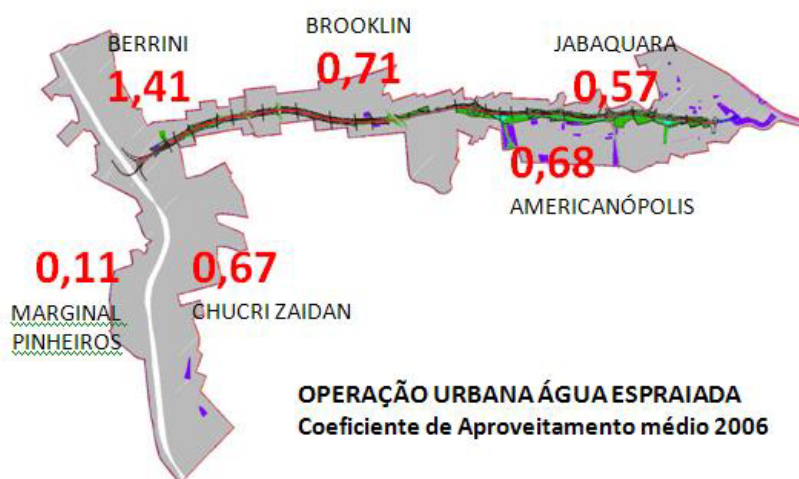 BROOKLIN
BERRINI
JABAQUARA
1,41
0,71
0,57
0,68
AMERICANÓPOLIS
0,11
0,67
MARGINAL
PINHEIROS
CHUCRI ZAIDAN
OPERAÇÃO URBANA ÁGUA ESPRAIADA
Coeficiente de Aproveitamento médio 2006